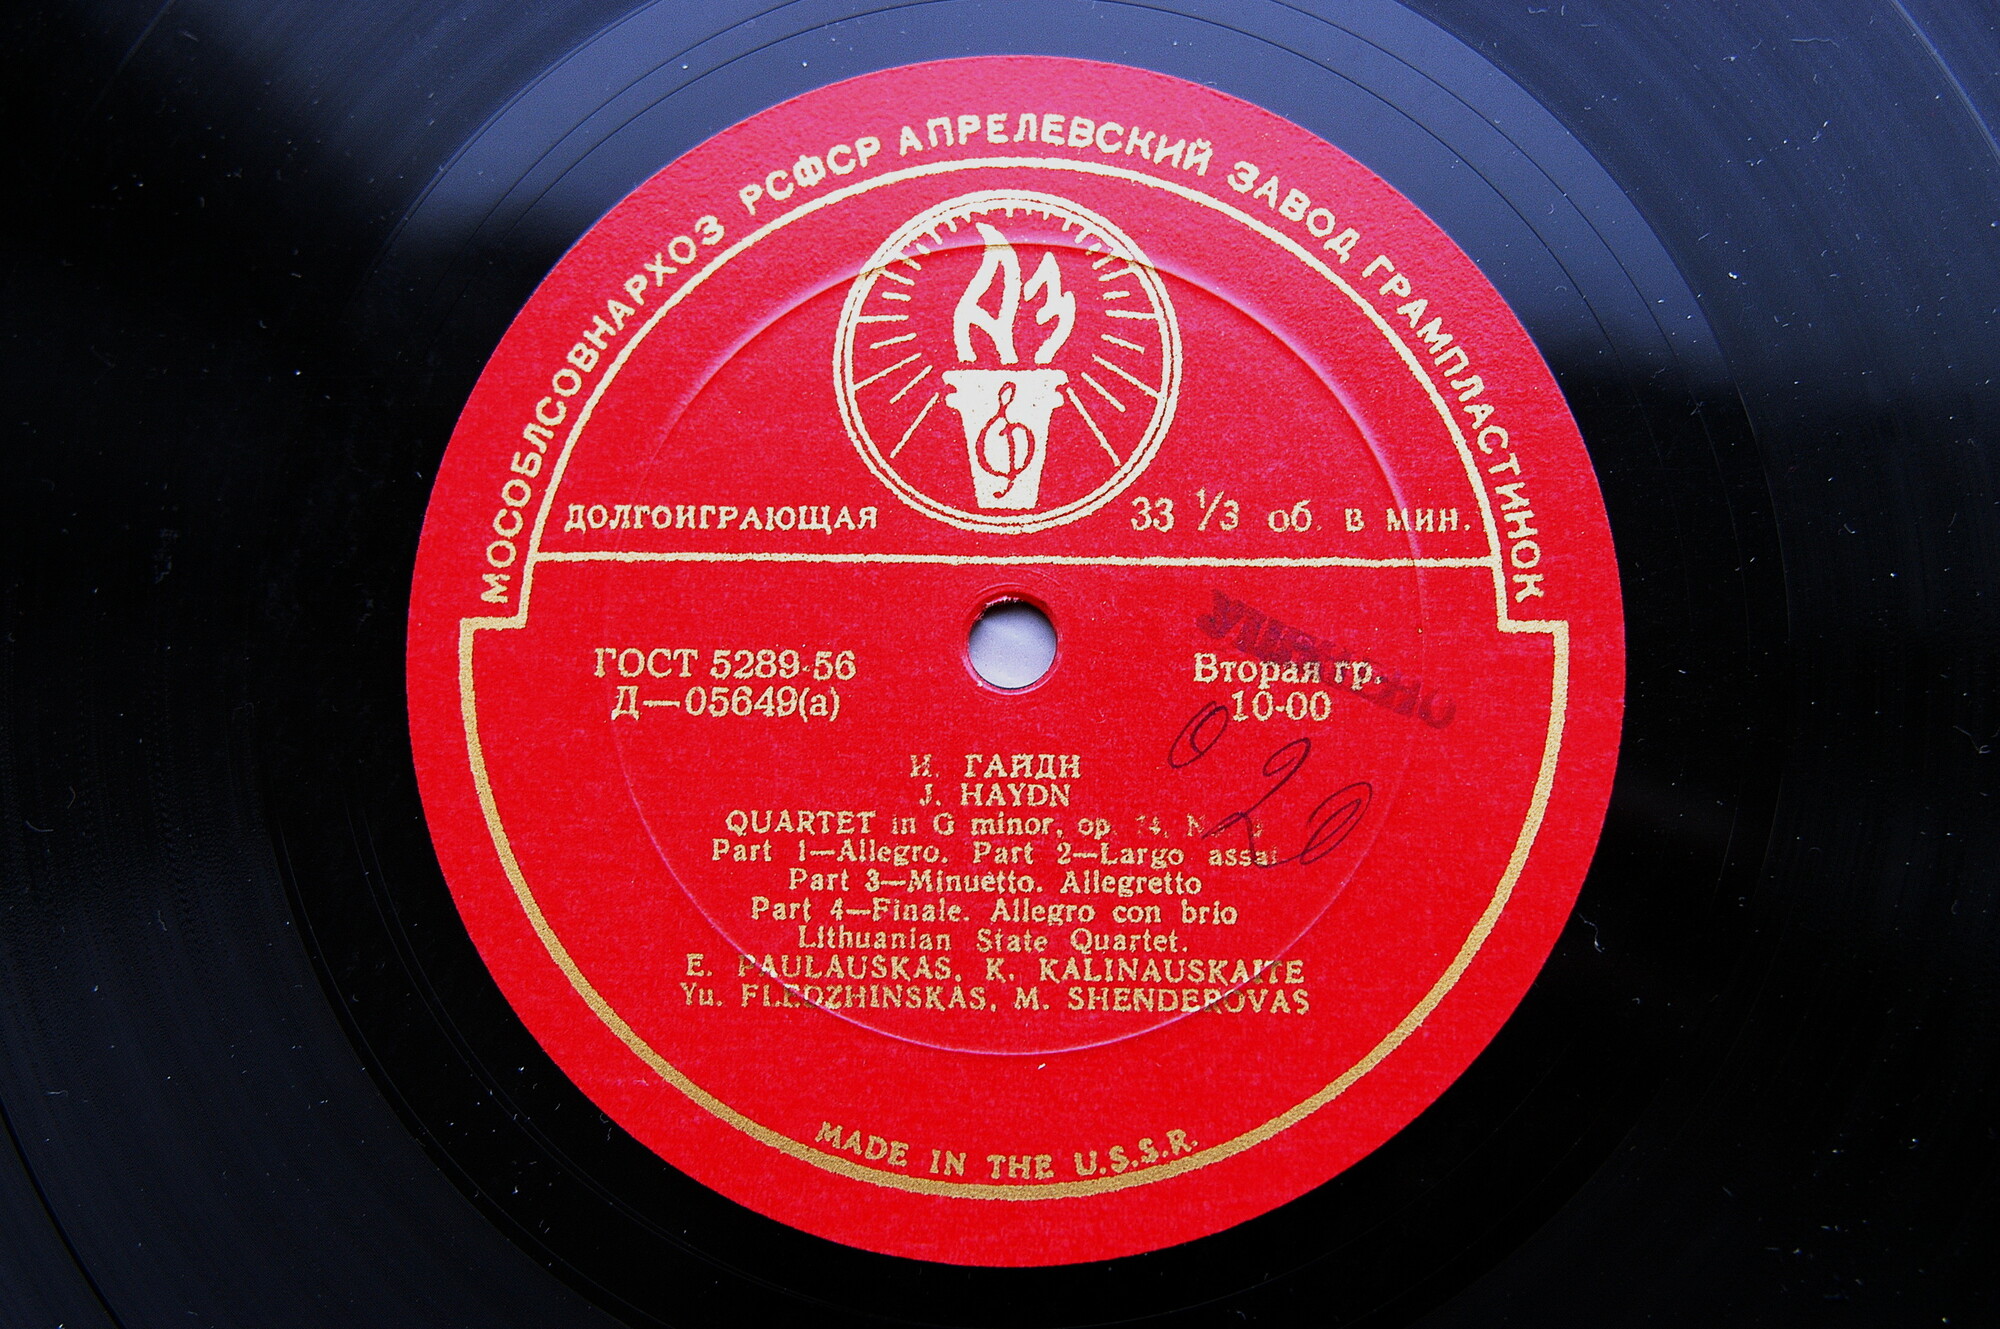 МОСОБЛСОВНАРХОЗ РСФСР АПРЕЛЕВСКИЙ ЗАВОД ГРАМПЛАСТИНОК
АЗ
ДОЛГОИГРАЮЩАЯ 33 1/3 об. в мин.
ГОСТ 5289-56 Вторая гр.
Д—05649(а) 10-00
0 20
И. ГАЙДН
J. HAYDN
QUARTET in G minor, op. 74,
Part 1—Allegro. Part 2—Largo assai
Part 3—Minuetto. Allegretto
Part 4—Finale. Allegro con brio
Lithuanian State Quartet.
E. PAULAUSKAS, K. KALINAUSKAITE
Yu. FLEDZHINSKAS, M. SHENDEROVAS
MADE IN THE U.S.S.R.